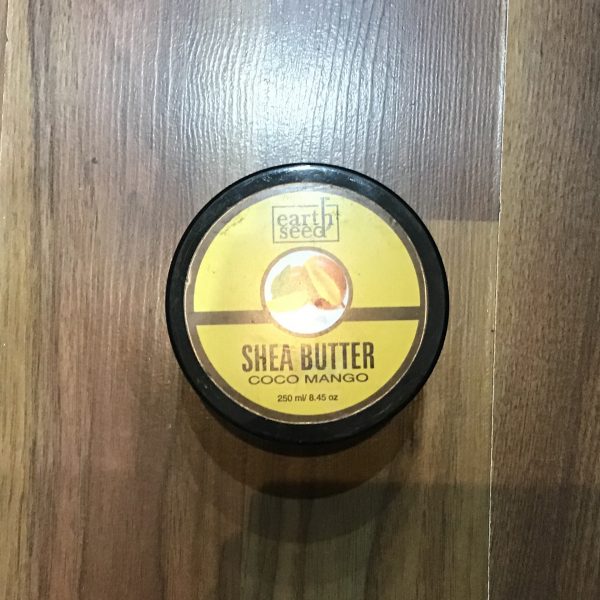 earth
seed
SHEA BUTTER
COCO MANGO
250 ml/ 8.45 oz